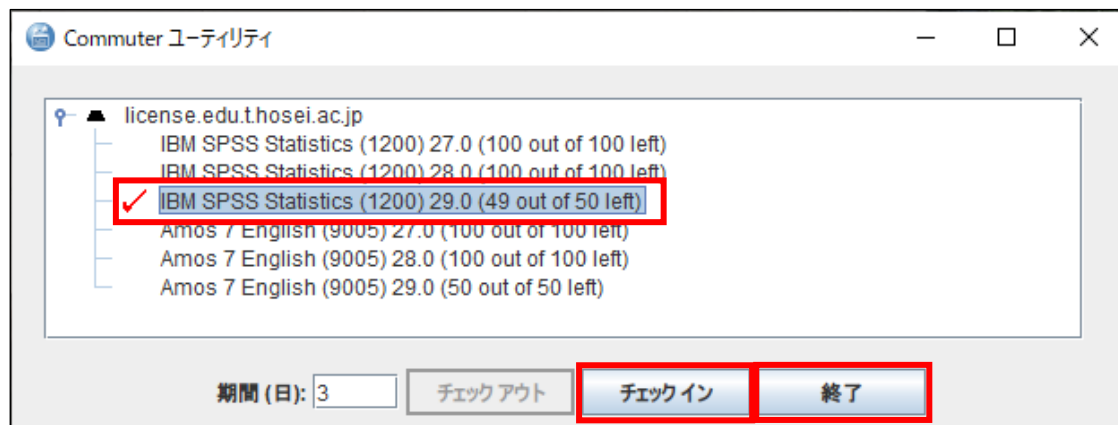 Commuter ユーティリティ
license.edu.t.hosei.ac.jp
IBM SPSS Statistics (1200) 27.0 (100 out of 100 left)
IBM SPSS Statistics (1200) 28.0 (100 out of 100 left)
IBM SPSS Statistics (1200) 29.0 (49 out of 50 left)
Amos 7 English (9005) 27.0 (100 out of 100 left)
Amos 7 English (9005) 28.0 (100 out of 100 left)
Amos 7 English (9005) 29.0 (50 out of 50 left)
期間 (日): 3 チェック アウト チェック イン 終了